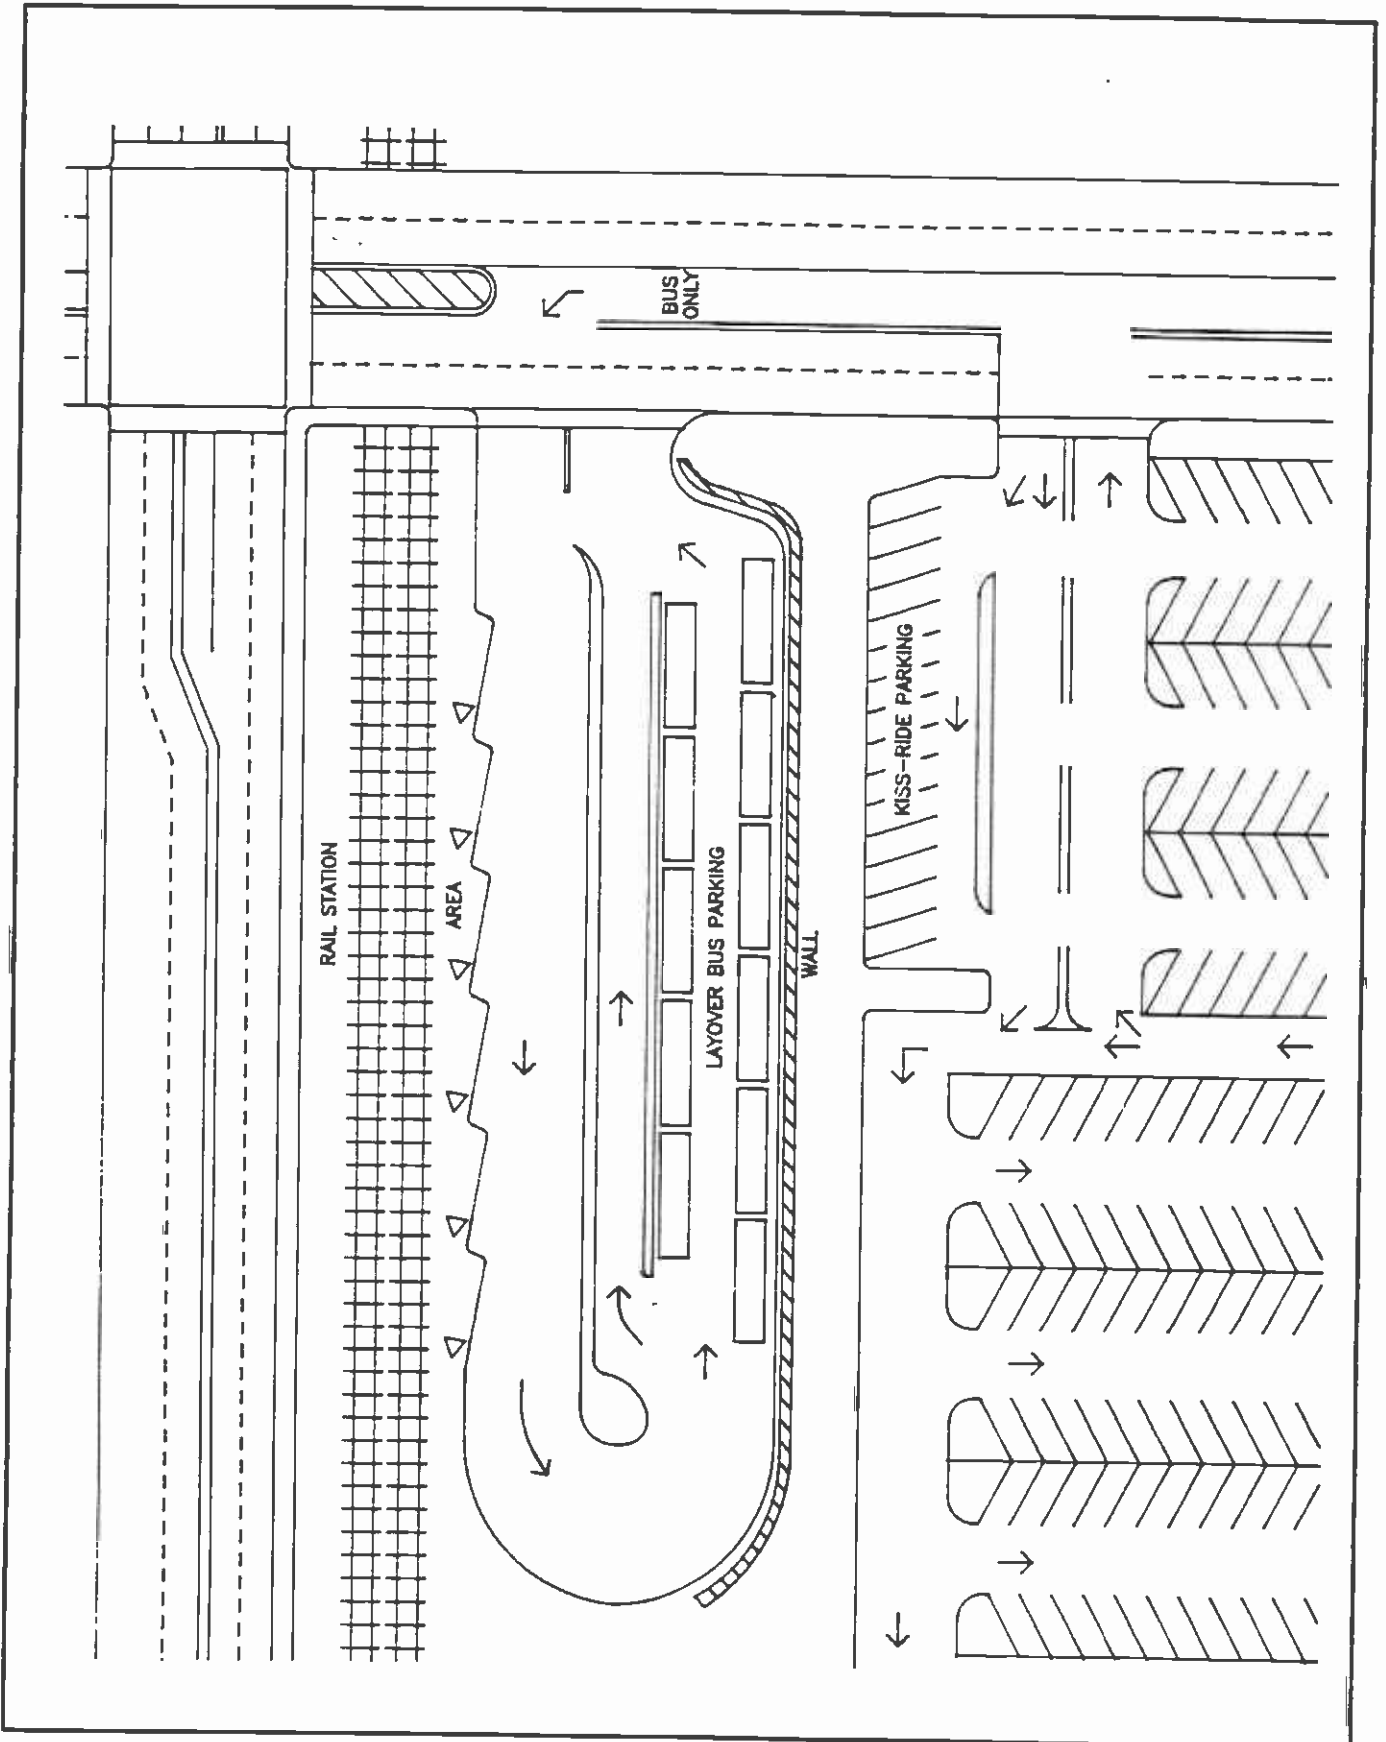 BUS
ONLY
RAIL STATION
AREA
LAYOVER BUS PARKING
WALL
KISS-RIDE PARKING